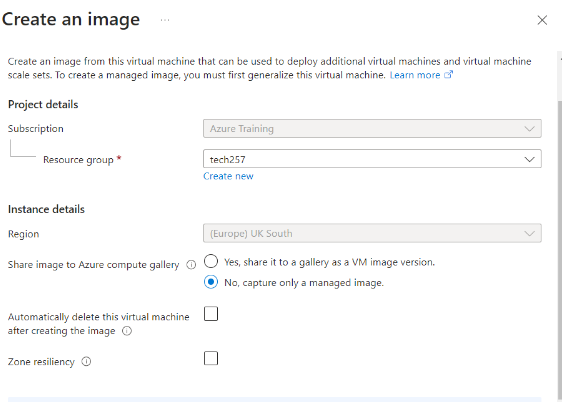 Create an image ...
Create an image from this virtual machine that can be used to deploy additional virtual machines and virtual machine
scale sets. To create a managed image, you must first generalize this virtual machine. Learn more
Project details
Subscription
Azure Training
Resource group *
tech257
Create new
Instance details
Region
(Europe) UK South
Share image to Azure compute gallery
Yes, share it to a gallery as a VM image version.
No, capture only a managed image.
Automatically delete this virtual machine
after creating the image
Zone resiliency